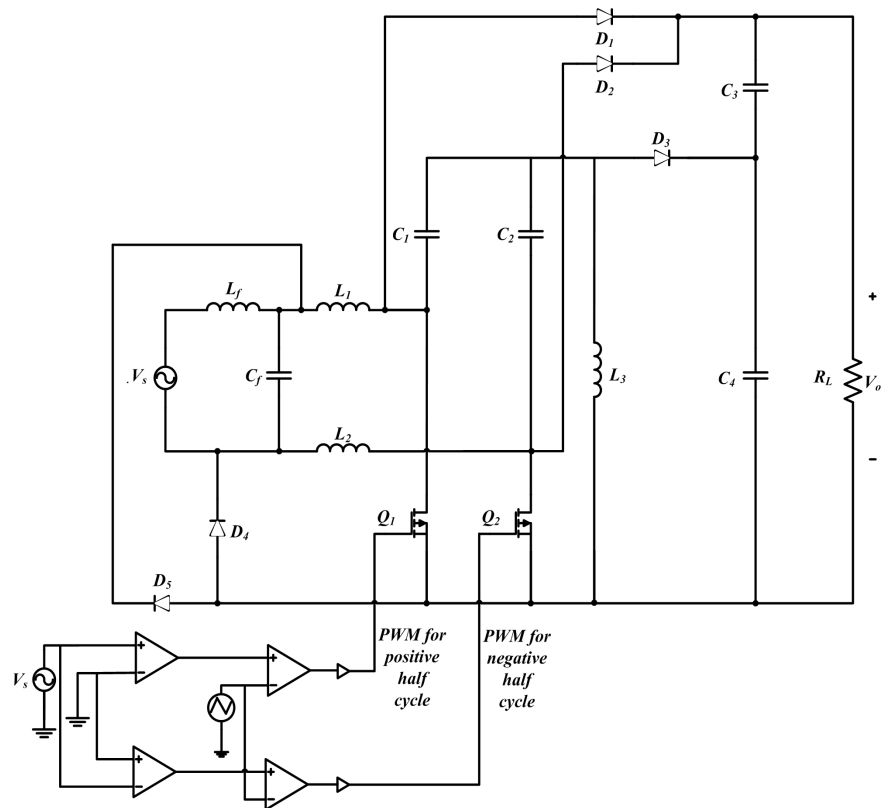 D1
D2
C3
D3
C1
C2
Lf
L1
+
.Vs
Cf
L3
C4
RL
Vo
L2
-
Q1
Q2
D4
D5
PWM for
positive
half
cycle
PWM for
negative
half
cycle
+
-
+
-
Vs
+
-
+
-